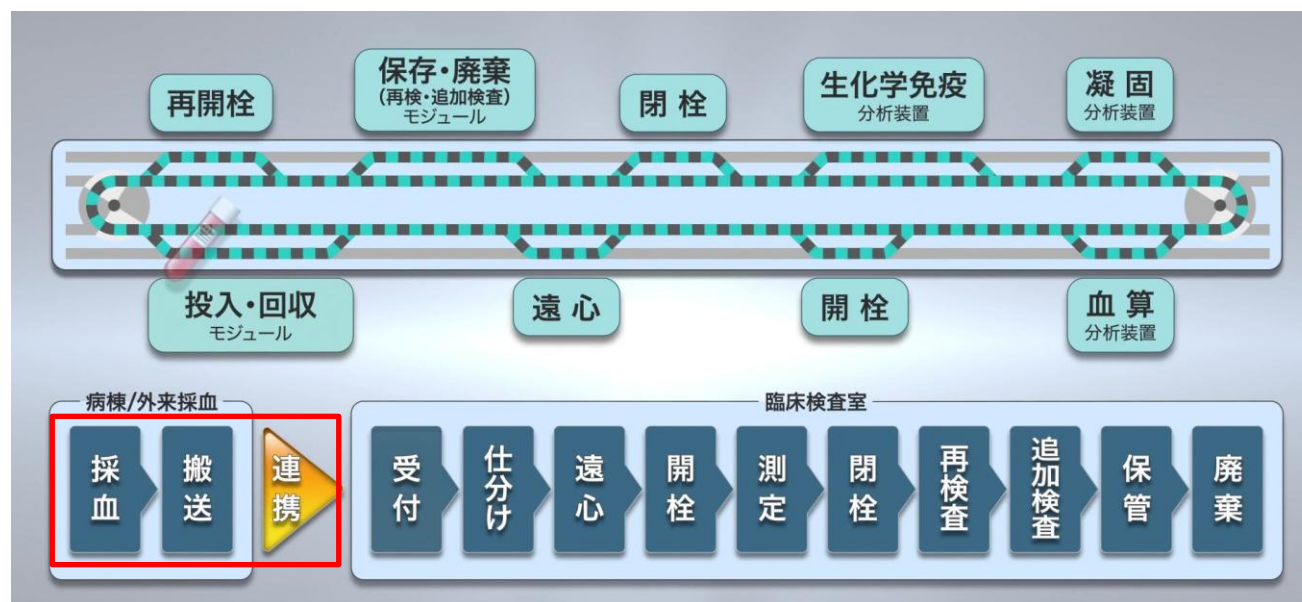 再開栓
保存・廃棄
(再検・追加検査)
モジュール
閉栓
生化学免疫
分析装置
凝固
分析装置
投入・回収
モジュール
遠心
開栓
血算
分析装置
病棟/外来採血
採血
搬送
連携
臨床検査室
受付
仕分け
遠心
開栓
測定
閉栓
再検査
追加検査
保管
廃棄